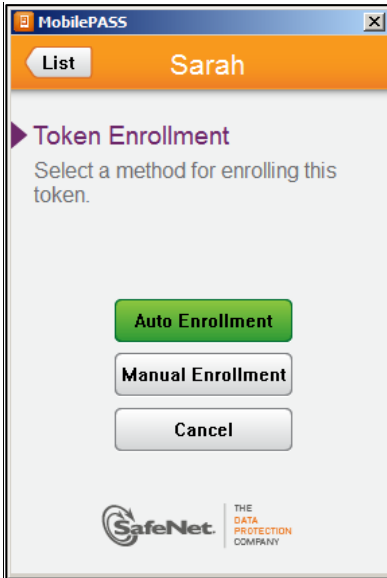 MobilePASS
List
Sarah
Token Enrollment
Select a method for enrolling this
token.
Auto Enrollment
Manual Enrollment
Cancel
SafeNet.
THE
DATA
PROTECTION
COMPANY